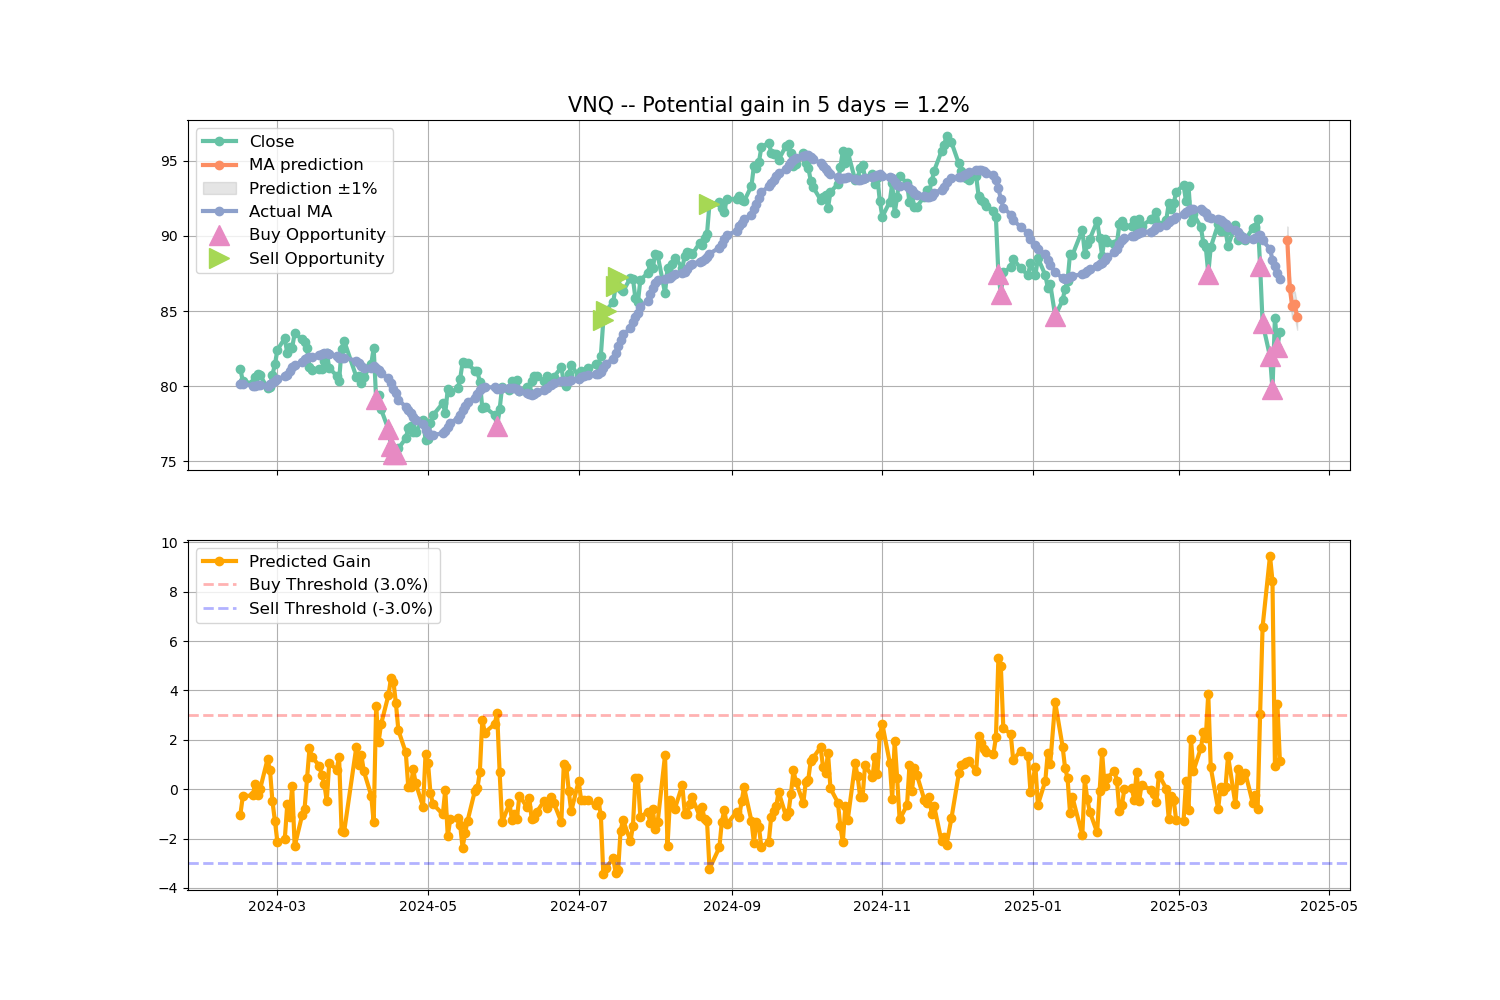 VNQ -- Potential gain in 5 days = 1.2%
Close
MA prediction
Prediction ±1%
Actual MA
Buy Opportunity
Sell Opportunity
95
90
85
80
75
Predicted Gain
Buy Threshold (3.0%)
Sell Threshold (-3.0%)
10
8
6
4
2
0
−2
−4
2024-03 2024-05 2024-07 2024-09 2024-11 2025-01 2025-03 2025-05